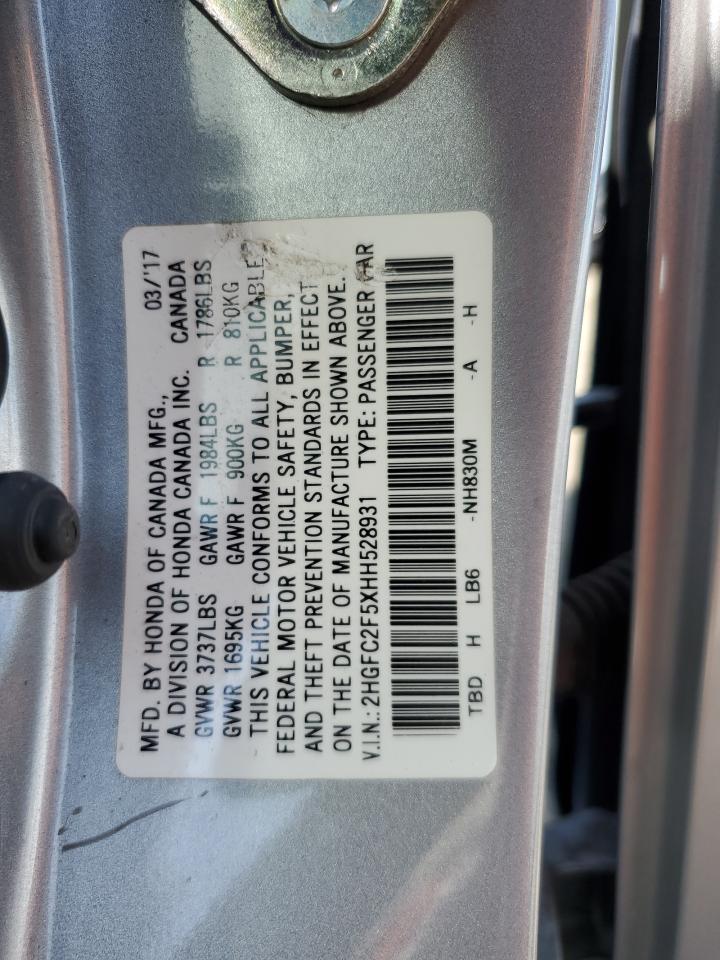 MFD. BY HONDA OF CANADA MFG., 03/'17
A DIVISION OF HONDA CANADA INC. CANADA
GVWR 3737LBS GAWR F 1984LBS R 1786LBS
GVWR 1695KG GAWR F 900KG R 810KG
THIS VEHICLE CONFORMS TO ALL APPLICABLE
FEDERAL MOTOR VEHICLE SAFETY, BUMPER,
AND THEFT PREVENTION STANDARDS IN EFFECT
ON THE DATE OF MANUFACTURE SHOWN ABOVE.
V.I.N.: 2HGFC2F5XHH528931 TYPE: PASSENGER CAR
TBD H LB6 -NH830M -A -H